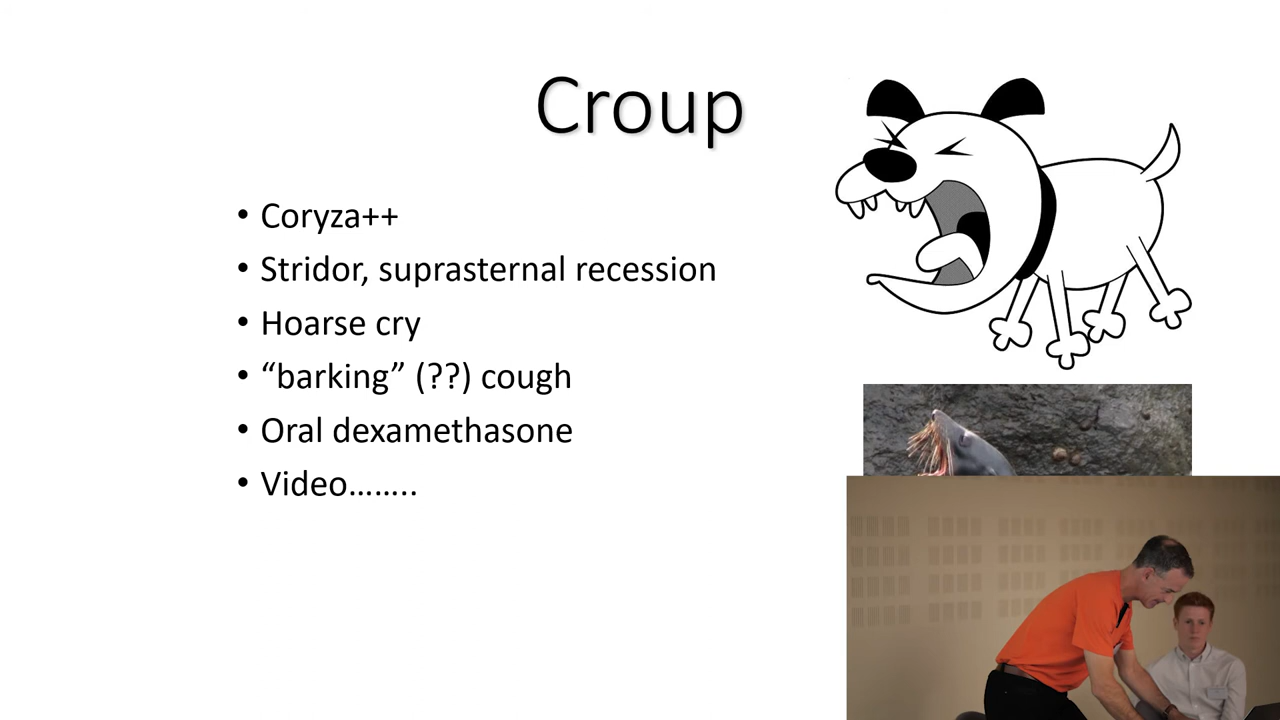 Croup
• Coryza++
• Stridor, suprasternal recession
• Hoarse cry
• “barking” (??) cough
• Oral dexamethasone
• Video........